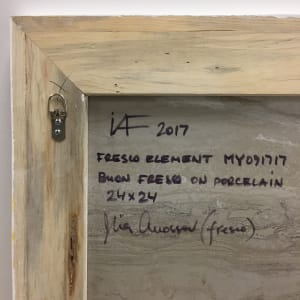 iAF 2017
FRESCO ELEMENT MY091717
BUON FRESCO ON PORCELAIN
24x24
(fresco)